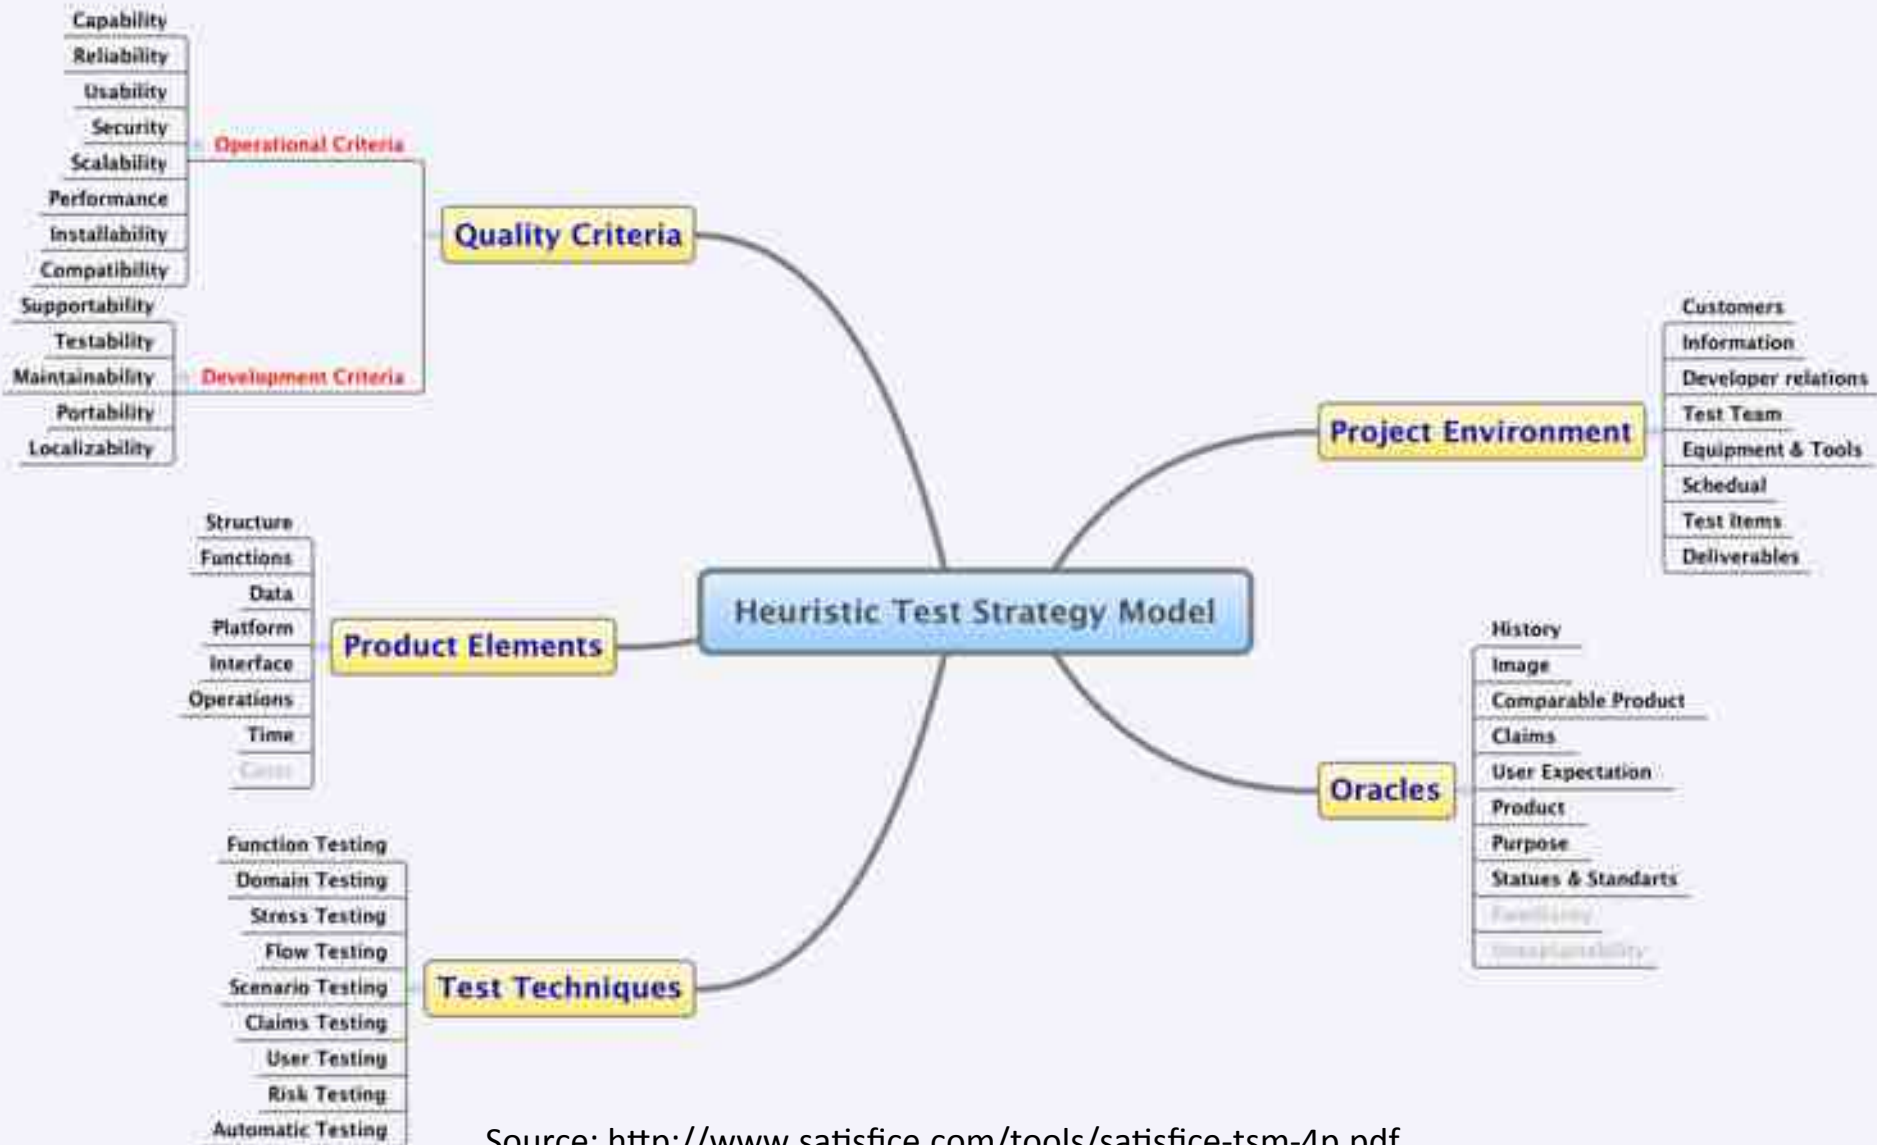 Capability
Reliability
Usability
Security
Scalability
Performance
Installability
Compatibility
Operational Criteria
Supportability
Testability
Maintainability
Portability
Localizability
Development Criteria
Quality Criteria
Structure
Functions
Data
Platform
Interface
Operations
Time
Product Elements
Function Testing
Domain Testing
Stress Testing
Flow Testing
Scenario Testing
Claims Testing
User Testing
Risk Testing
Automatic Testing
Test Techniques
Heuristic Test Strategy Model
Project Environment
Customers
Information
Developer relations
Test Team
Equipment & Tools
Schedual
Test Items
Deliverables
Oracles
History
Image
Comparable Product
Claims
User Expectation
Product
Purpose
Statues & Standarts
Source: http://www.satisfice.com/tools/satisfice-tsm-4p.pdf